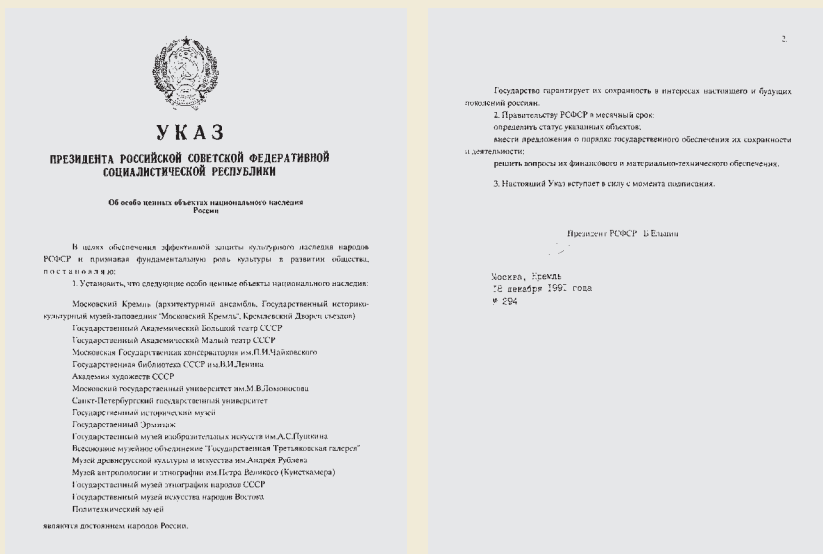 УКАЗ
ПРЕЗИДЕНТА РОССИЙСКОЙ СОВЕТСКОЙ ФЕДЕРАТИВНОЙ
СОЦИАЛИСТИЧЕСКОЙ РЕСПУБЛИКИ
Об особо ценных объектах национального наследия
России
В целях обеспечения эффективной защиты культурного наследия народов
РСФСР и признавая фундаментальную роль культуры в развитии общества,
п о с т а н о в л я ю:
1. Установить, что следующие особо ценные объекты национального наследия:
Московский Кремль (архитектурный ансамбль, Государственный историко-
культурный музей-заповедник "Московский Кремль", Кремлевский Дворец съездов)
Государственный Академический Большой театр СССР
Государственный Академический Малый театр СССР
Московская Государственная консерватория им.П.И.Чайковского
Государственная библиотека СССР им.В.И.Ленина
Академия художеств СССР
Московский государственный университет им.М.В.Ломоносова
Санкт-Петербургский государственный университет
Государственный исторический музей
Государственный Эрмитаж
Государственный музей изобразительных искусств им.А.С.Пушкина
Всесоюзное музейное объединение "Государственная Третьяковская галерея"
Музей древнерусской культуры и искусства им.Андрея Рублева
Музей антропологии и этнографии им.Петра Великого (Кунсткамера)
Государственный музей этнографии народов СССР
Государственный музей искусства народов Востока
Политехнический музей
являются достоянием народов России.
2.
Государство гарантирует их сохранность в интересах настоящего и будущих
поколений россиян.
2. Правительству РСФСР в месячный срок:
определить статус указанных объектов;
внести предложения о порядке государственного обеспечения их сохранности
и деятельности;
решить вопросы их финансового и материально-технического обеспечения.
3. Настоящий Указ вступает в силу с момента подписания.
Президент РСФСР Б.Ельцин
Москва, Кремль
18 декабря 1991 года
№ 294